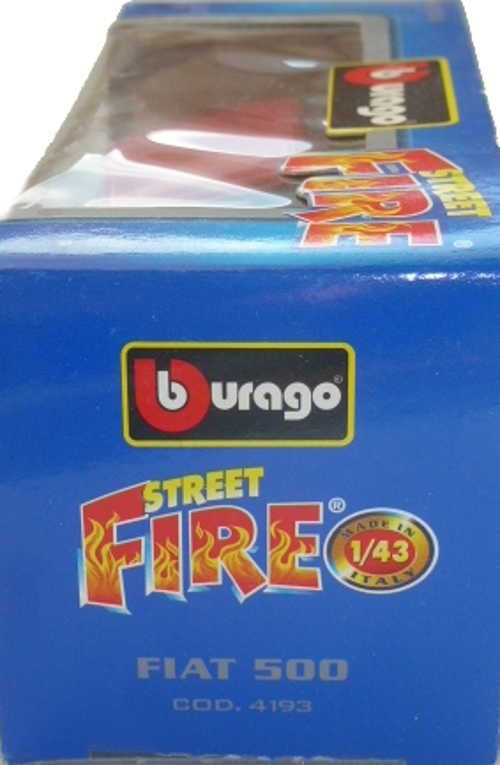 burago
STREET
FIRE®
burago®
STREET
FIRE®
MADE IN
1/43
ITALY
FIAT 500
COD. 4193